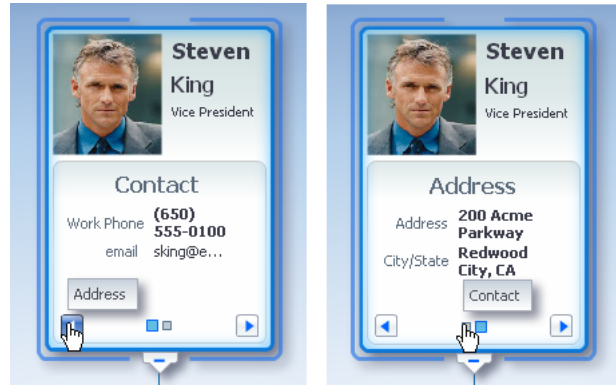 Steven
King
Vice President
Contact
Work Phone (650)
555-0100
email sking@e...
Address
Steven
King
Vice President
Address
Address 200 Acme
Parkway
City/State Redwood
City, CA
Contact